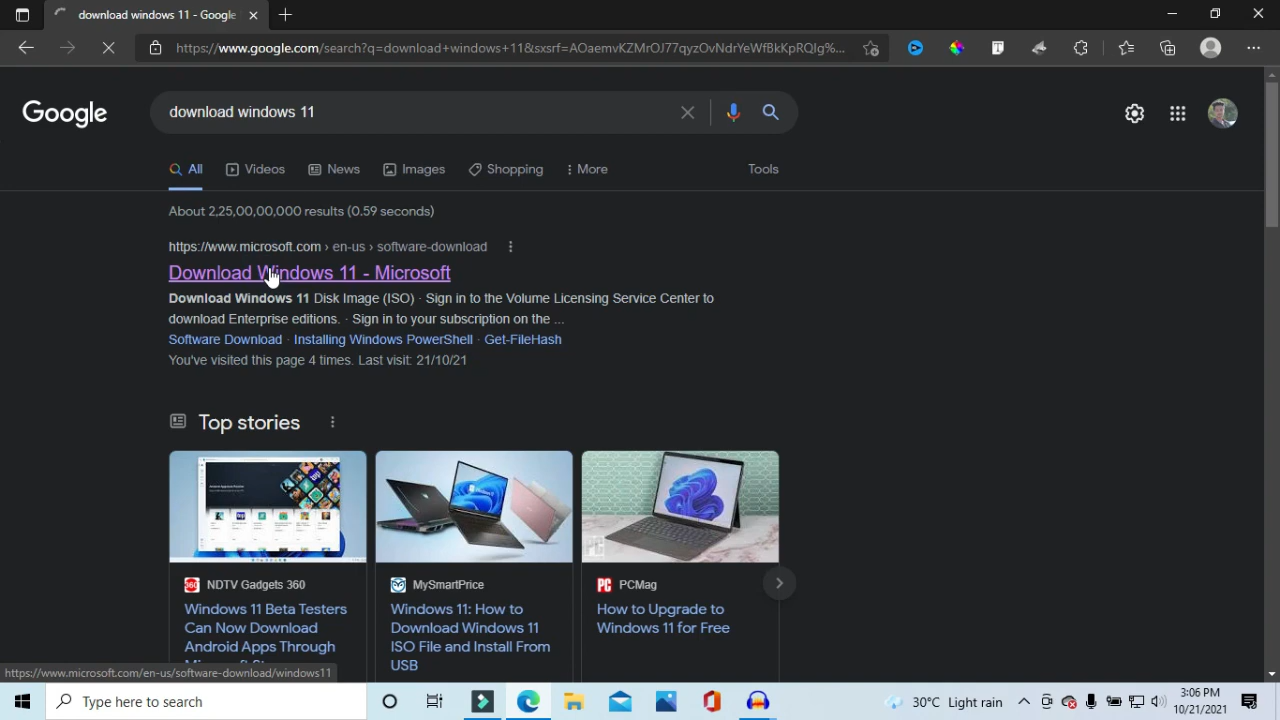 download windows 11 - Google
https://www.google.com/search?q=download+windows+11&sxsrf=AOaemvKZMrOJ77qyzOvNdrYeWfBkKpRQIg%...
Google
download windows 11
All
Videos
News
Images
Shopping
More
Tools
About 2,25,00,00,000 results (0.59 seconds)
https://www.microsoft.com › en-us › software-download
Download Windows 11 - Microsoft
Download Windows 11 Disk Image (ISO) · Sign in to the Volume Licensing Service Center to
download Enterprise editions. · Sign in to your subscription on the ...
Software Download · Installing Windows PowerShell · Get-FileHash
You've visited this page 4 times. Last visit: 21/10/21
Top stories
360 NDTV Gadgets 360
Windows 11 Beta Testers
Can Now Download
Android Apps Through
Microsoft Store
MySmartPrice
Windows 11: How to
Download Windows 11
ISO File and Install From
USB
PC PCMag
How to Upgrade to
Windows 11 for Free
https://www.microsoft.com/en-us/software-download/windows11
Type here to search
30°C Light rain
3:06 PM
10/21/2021